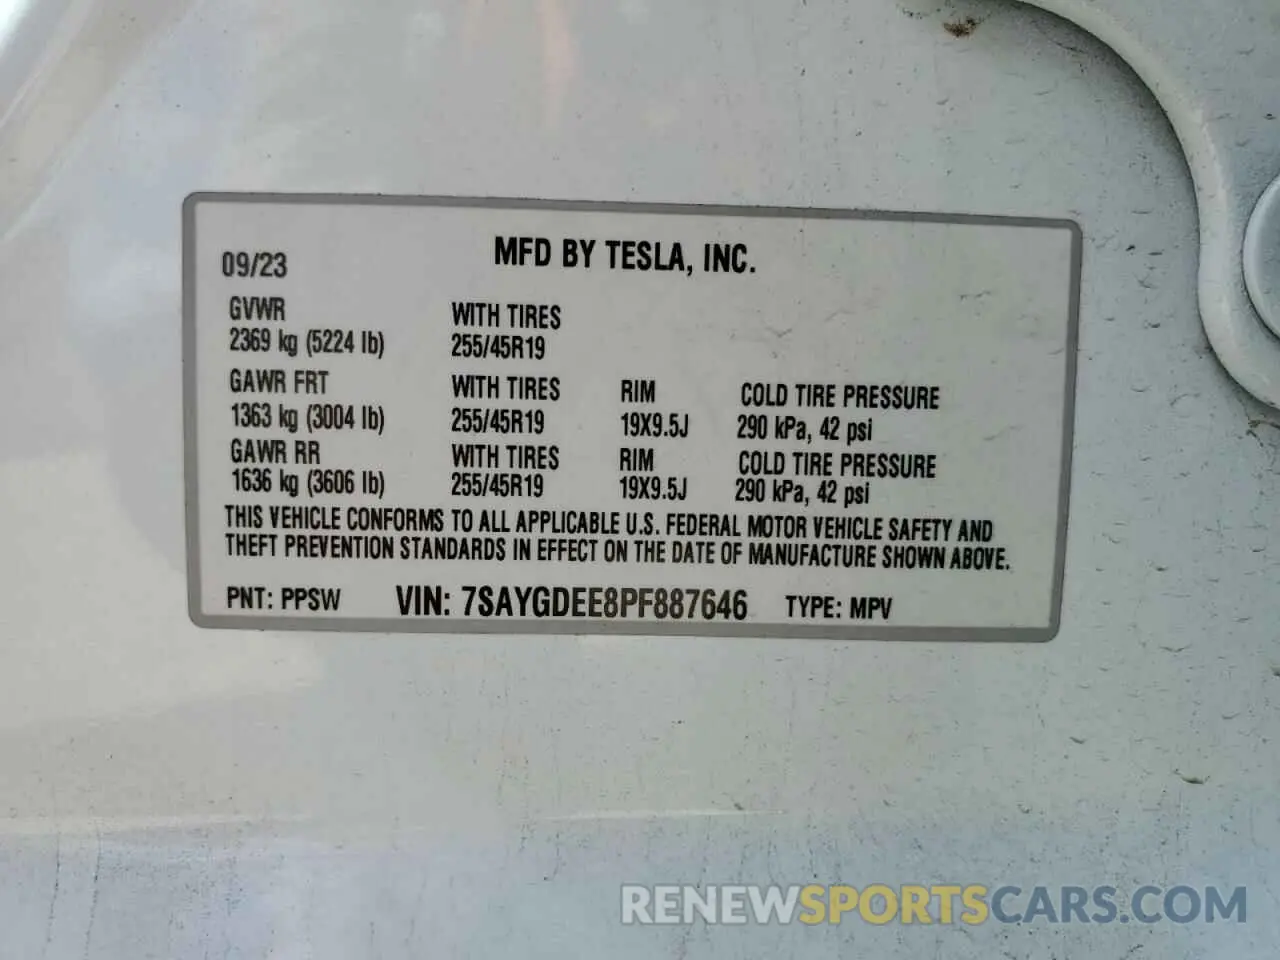 09/23 MFD BY TESLA, INC.
GVWR WITH TIRES
2369 kg (5224 lb) 255/45R19
GAWR FRT WITH TIRES RIM COLD TIRE PRESSURE
1363 kg (3004 lb) 255/45R19 19X9.5J 290 kPa, 42 psi
GAWR RR WITH TIRES RIM COLD TIRE PRESSURE
1636 kg (3606 lb) 255/45R19 19X9.5J 290 kPa, 42 psi
THIS VEHICLE CONFORMS TO ALL APPLICABLE U.S. FEDERAL MOTOR VEHICLE SAFETY AND
THEFT PREVENTION STANDARDS IN EFFECT ON THE DATE OF MANUFACTURE SHOWN ABOVE.
PNT: PPSW VIN: 7SAYGDEE8PF887646 TYPE: MPV
RENEWSPORTSCARS.COM